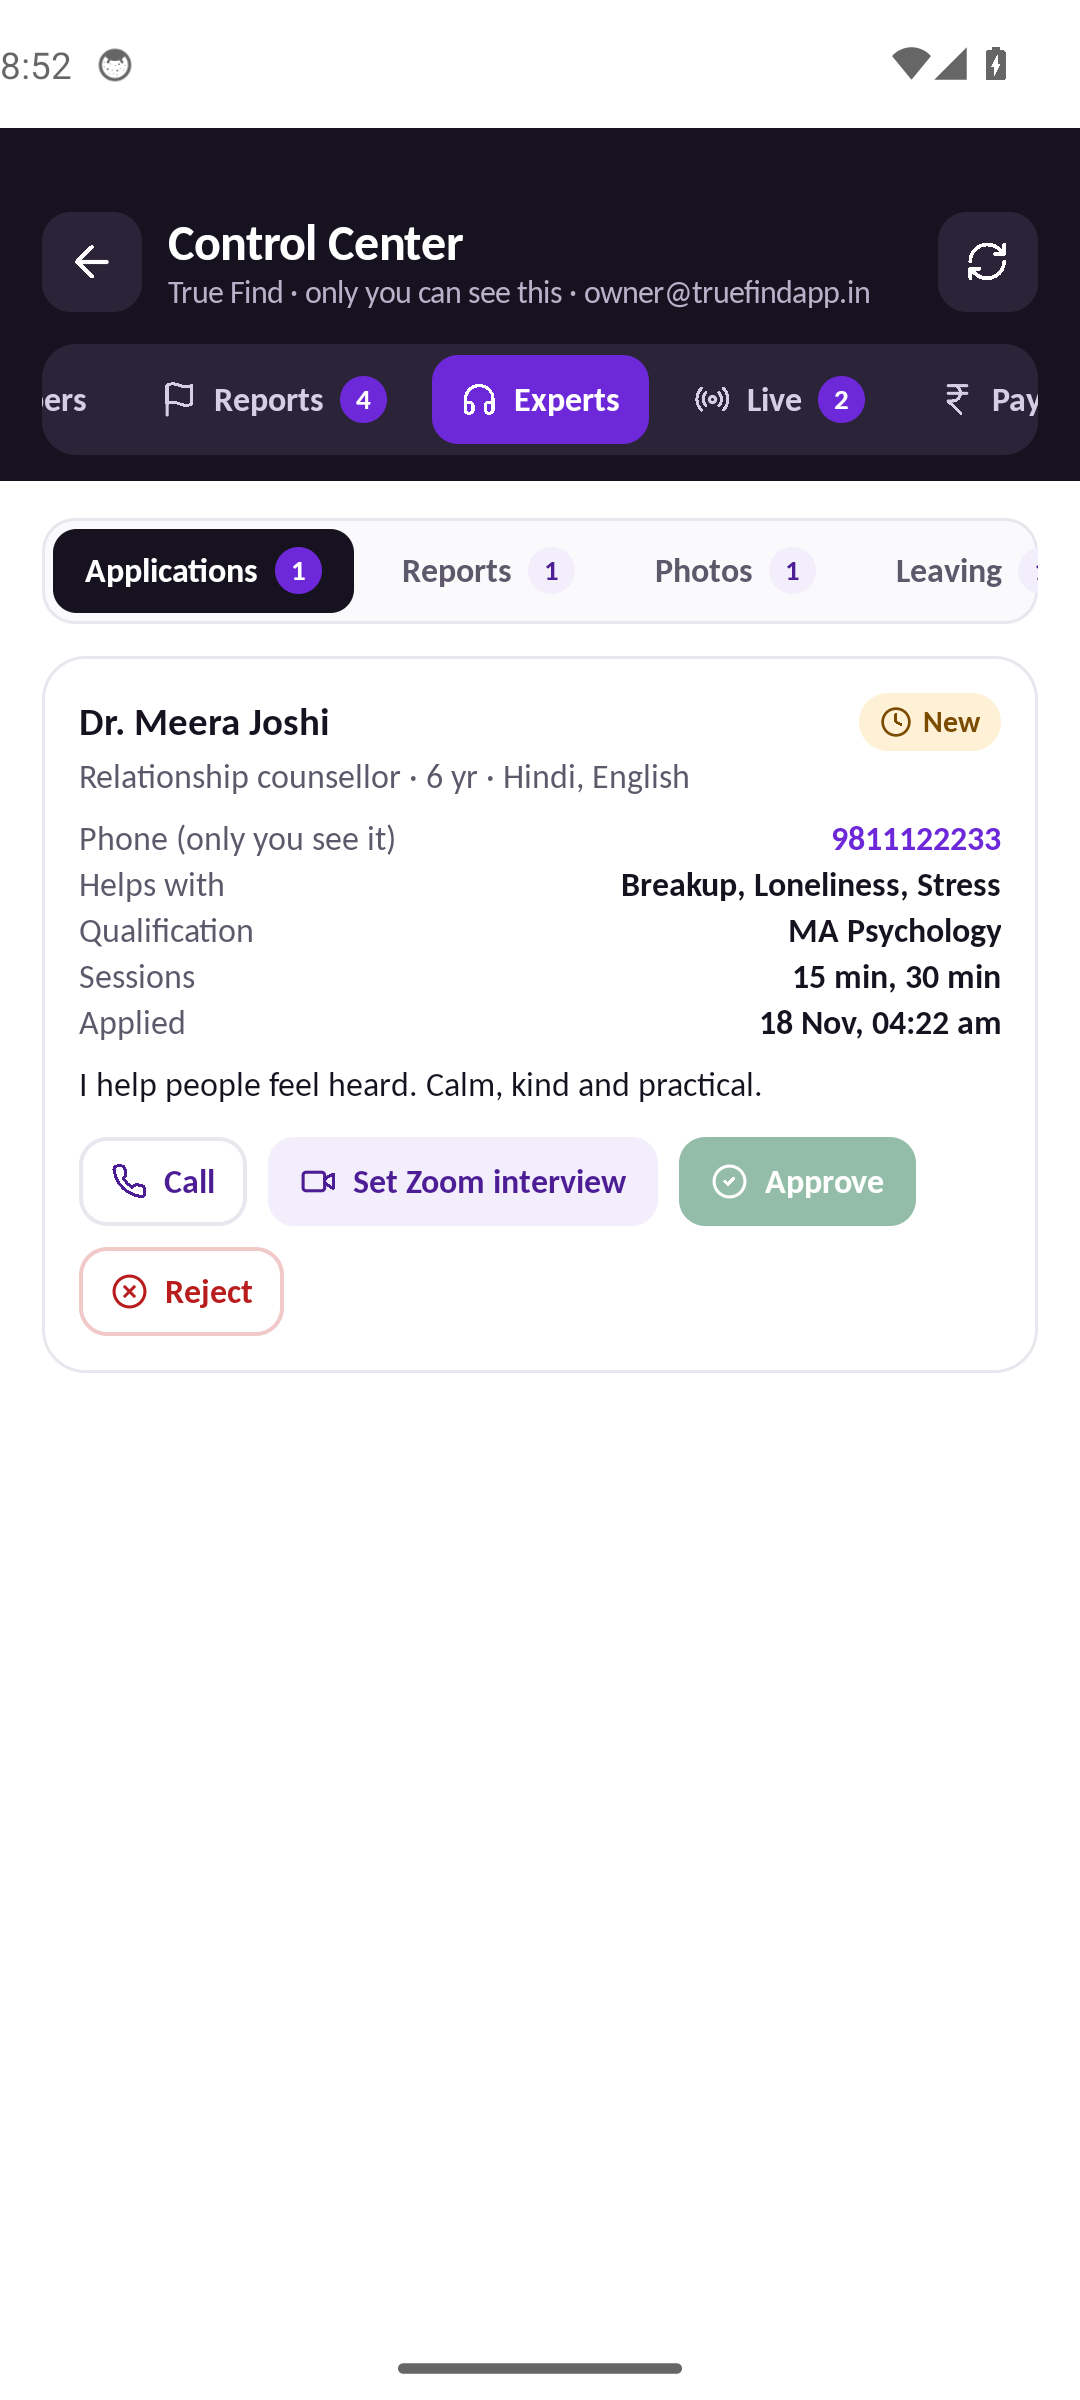 8:52
Control Center
True Find · only you can see this · owner@truefindapp.in
Reports 4 Experts Live 2 ₹ Pay
Applications 1 Reports 1 Photos 1 Leaving
Dr. Meera Joshi New
Relationship counsellor · 6 yr · Hindi, English
Phone (only you see it) 9811122233
Helps with Breakup, Loneliness, Stress
Qualification MA Psychology
Sessions 15 min, 30 min
Applied 18 Nov, 04:22 am
I help people feel heard. Calm, kind and practical.
Call Set Zoom interview Approve
Reject